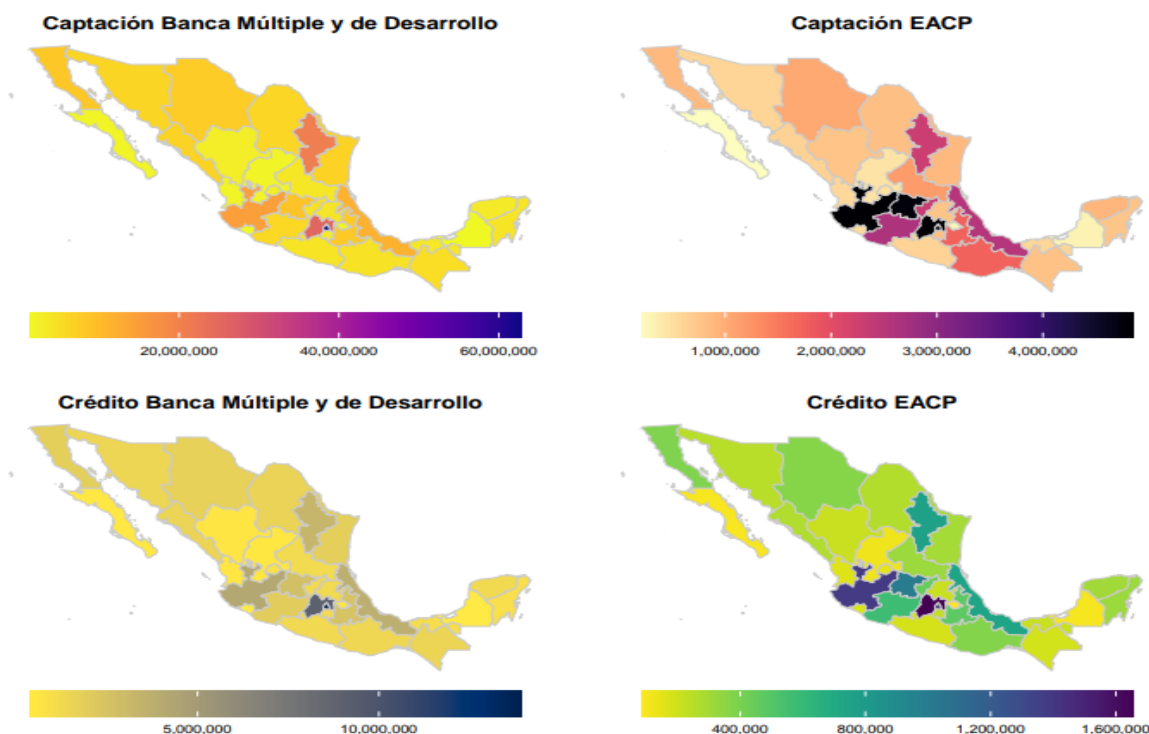 Captación Banca Múltiple y de Desarrollo
20,000,000 40,000,000 60,000,000
Captación EACP
1,000,000 2,000,000 3,000,000 4,000,000
Crédito Banca Múltiple y de Desarrollo
5,000,000 10,000,000
Crédito EACP
400,000 800,000 1,200,000 1,600,000